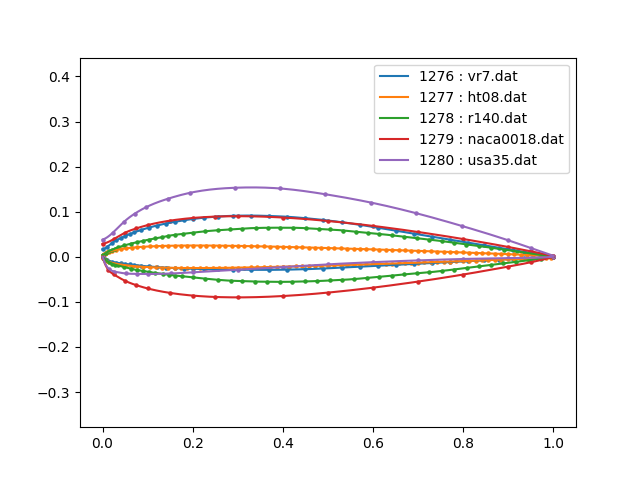 1276 : vr7.dat
1277 : ht08.dat
1278 : r140.dat
1279 : naca0018.dat
1280 : usa35.dat
0.4
0.3
0.2
0.1
0.0
−0.1
−0.2
−0.3
0.0 0.2 0.4 0.6 0.8 1.0